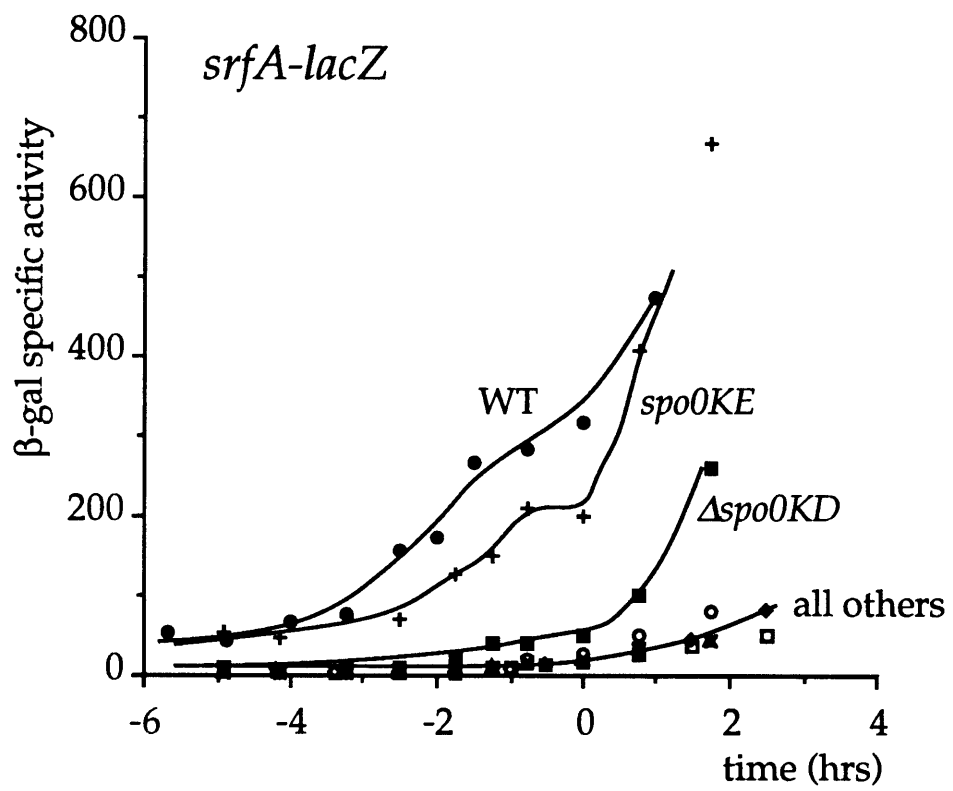 srfA-lacZ
β-gal specific activity
800
600
400
200
0
WT
spo0KE
Δspo0KD
all others
-6 -4 -2 0 2 4
time (hrs)